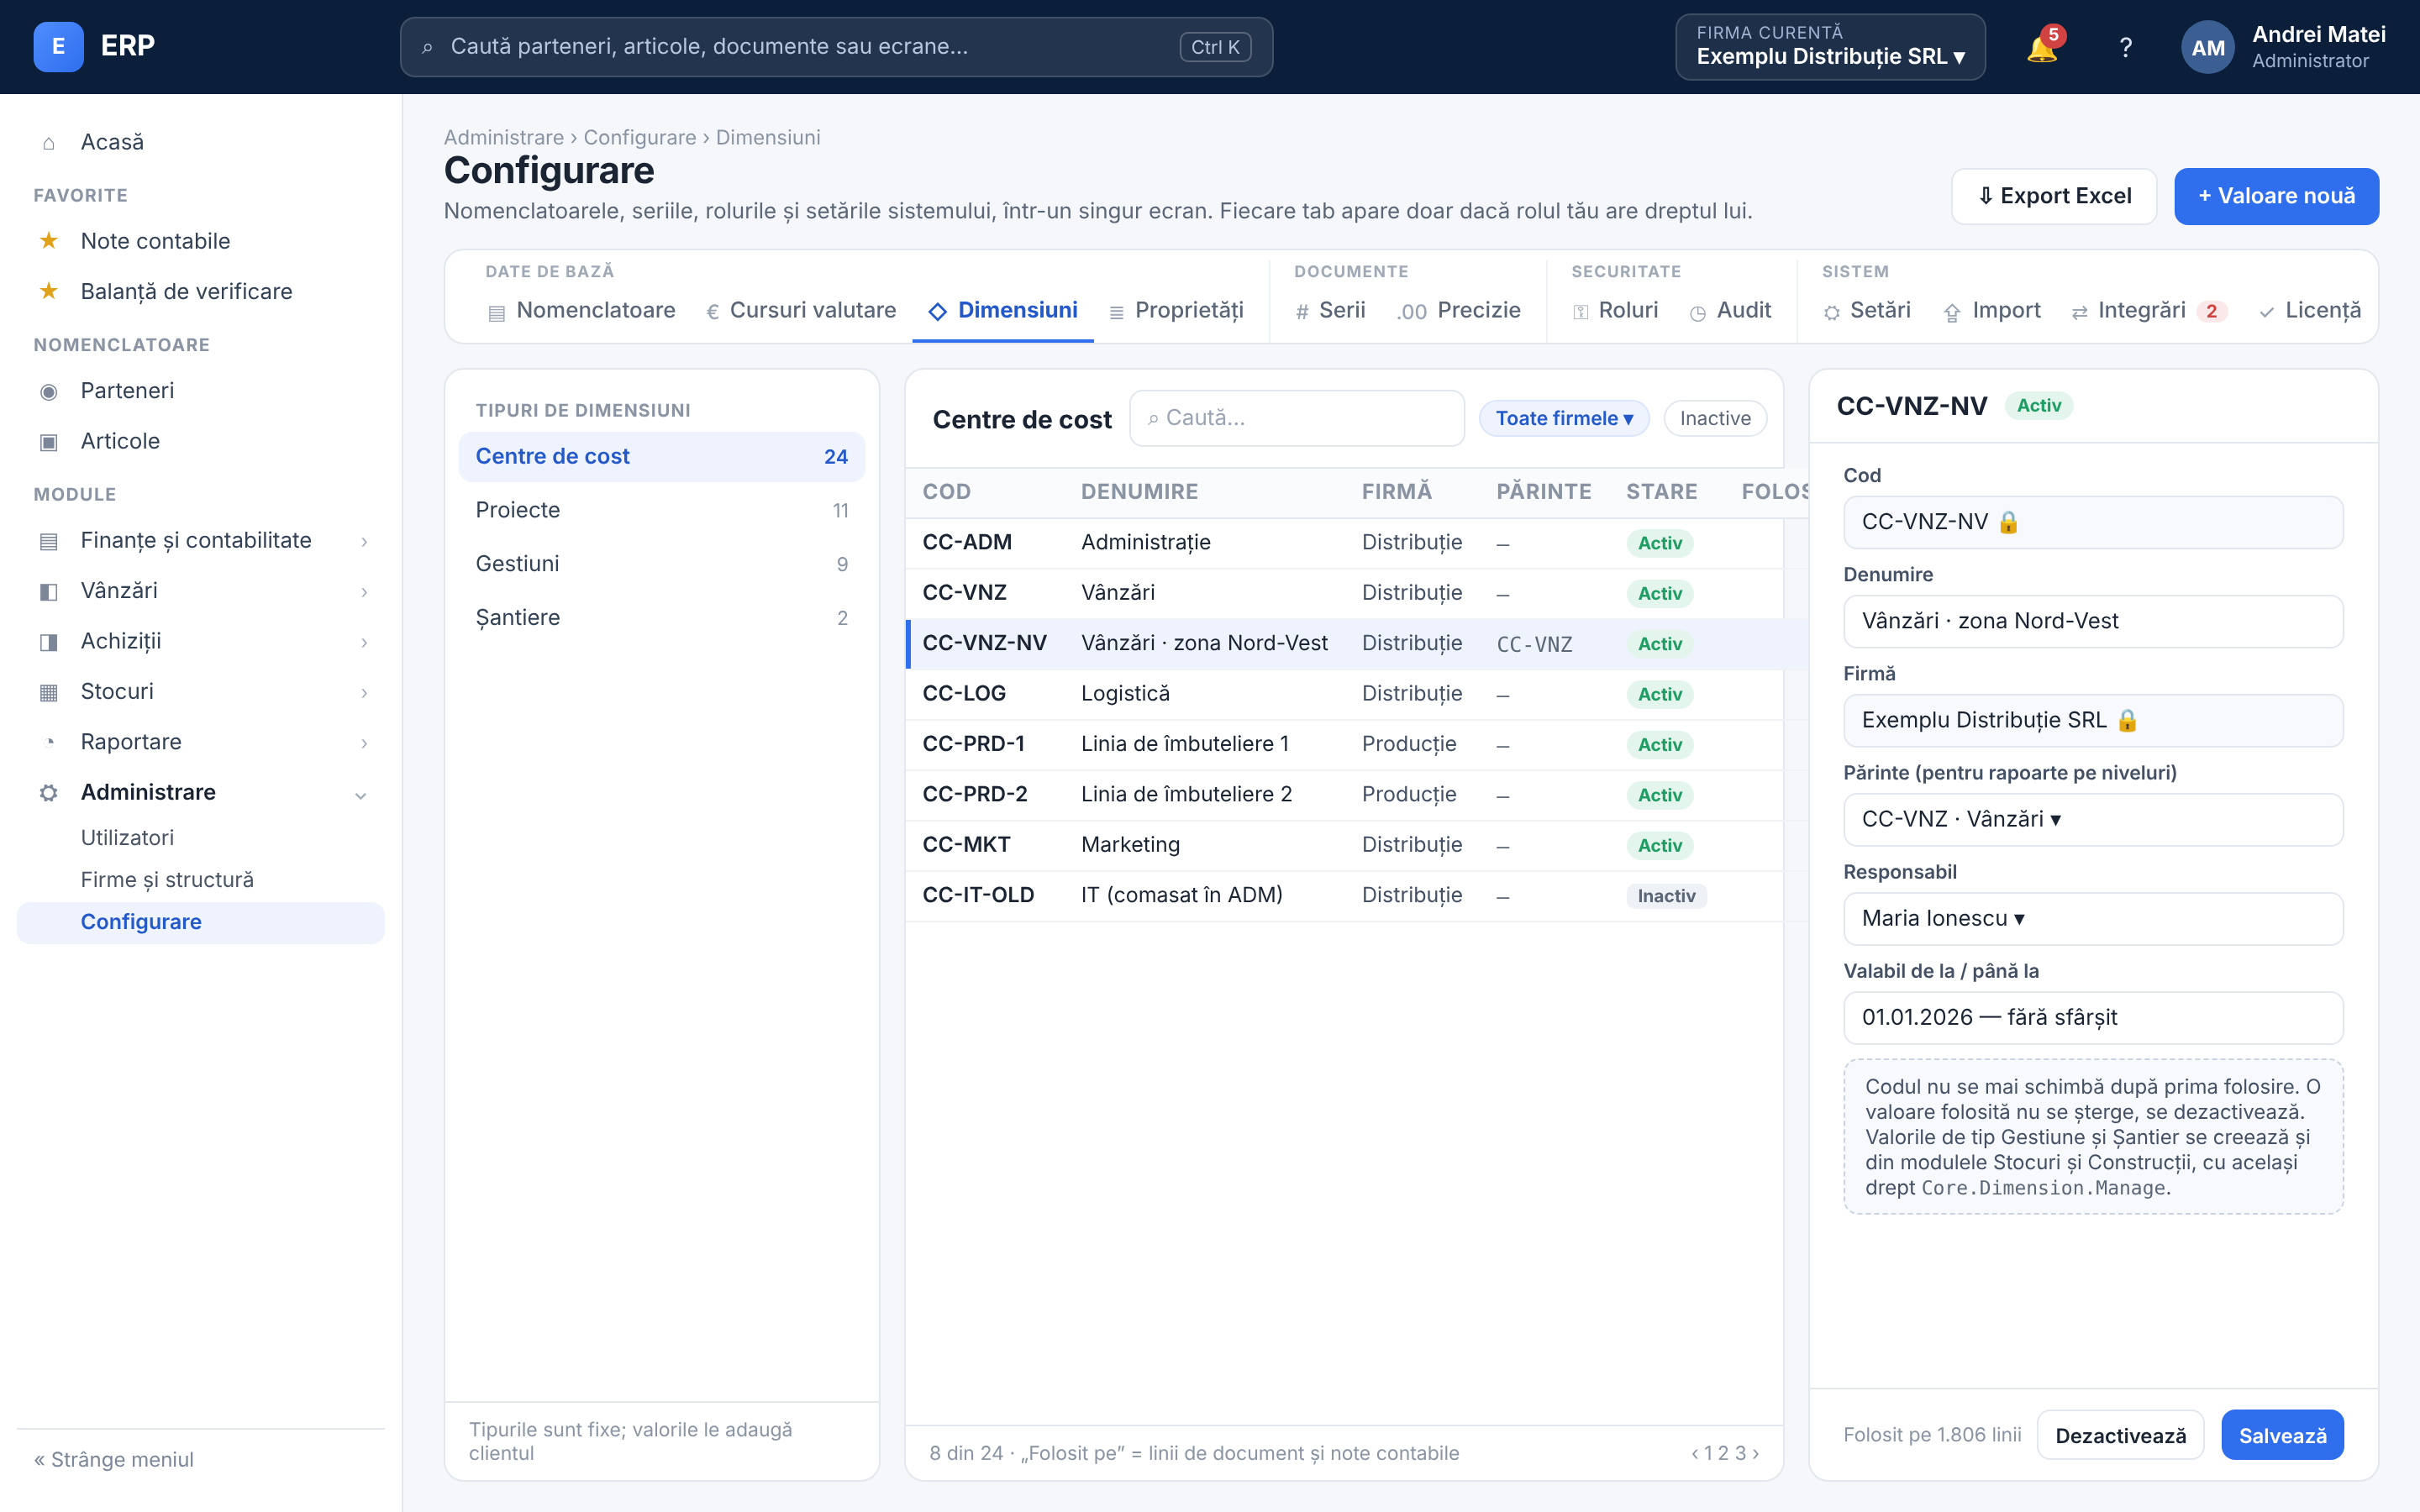 E ERP
Caută parteneri, articole, documente sau ecrane... Ctrl K
FIRMA CURENTĂ
Exemplu Distribuție SRL ▾
5
?
AM
Andrei Matei
Administrator
Acasă
FAVORITE
★ Note contabile
★ Balanță de verificare
NOMENCLATOARE
Parteneri
Articole
MODULE
Finanțe și contabilitate ›
Vânzări ›
Achiziții ›
Stocuri ›
Raportare ›
Administrare
Utilizatori
Firme și structură
Configurare
« Strânge meniul
Administrare › Configurare › Dimensiuni
Configurare
Nomenclatoarele, seriile, rolurile și setările sistemului, într-un singur ecran. Fiecare tab apare doar dacă rolul tău are dreptul lui.
⇩ Export Excel
+ Valoare nouă
DATE DE BAZĂ
Nomenclatoare € Cursuri valutare Dimensiuni Proprietăți
DOCUMENTE
# Serii .00 Precizie
SECURITATE
Roluri Audit
SISTEM
Setări Import Integrări 2 Licență
TIPURI DE DIMENSIUNI
Centre de cost 24
Proiecte 11
Gestiuni 9
Șantiere 2
Tipurile sunt fixe; valorile le adaugă
clientul
Centre de cost Caută... Toate firmele ▾ Inactive
COD DENUMIRE FIRMĂ PĂRINTE STARE FOLOS
CC-ADM Administrație Distribuție – Activ
CC-VNZ Vânzări Distribuție – Activ
CC-VNZ-NV Vânzări · zona Nord-Vest Distribuție CC-VNZ Activ
CC-LOG Logistică Distribuție – Activ
CC-PRD-1 Linia de îmbuteliere 1 Producție – Activ
CC-PRD-2 Linia de îmbuteliere 2 Producție – Activ
CC-MKT Marketing Distribuție – Activ
CC-IT-OLD IT (comasat în ADM) Distribuție – Inactiv
8 din 24 · „Folosit pe” = linii de document și note contabile ‹ 1 2 3 ›
CC-VNZ-NV Activ
Cod
CC-VNZ-NV 🔒
Denumire
Vânzări · zona Nord-Vest
Firmă
Exemplu Distribuție SRL 🔒
Părinte (pentru rapoarte pe niveluri)
CC-VNZ · Vânzări ▾
Responsabil
Maria Ionescu ▾
Valabil de la / până la
01.01.2026 — fără sfârșit
Codul nu se mai schimbă după prima folosire. O
valoare folosită nu se șterge, se dezactivează.
Valorile de tip Gestiune și Șantier se creează și
din modulele Stocuri și Construcții, cu același
drept Core.Dimension.Manage.
Folosit pe 1.806 linii Dezactivează Salvează